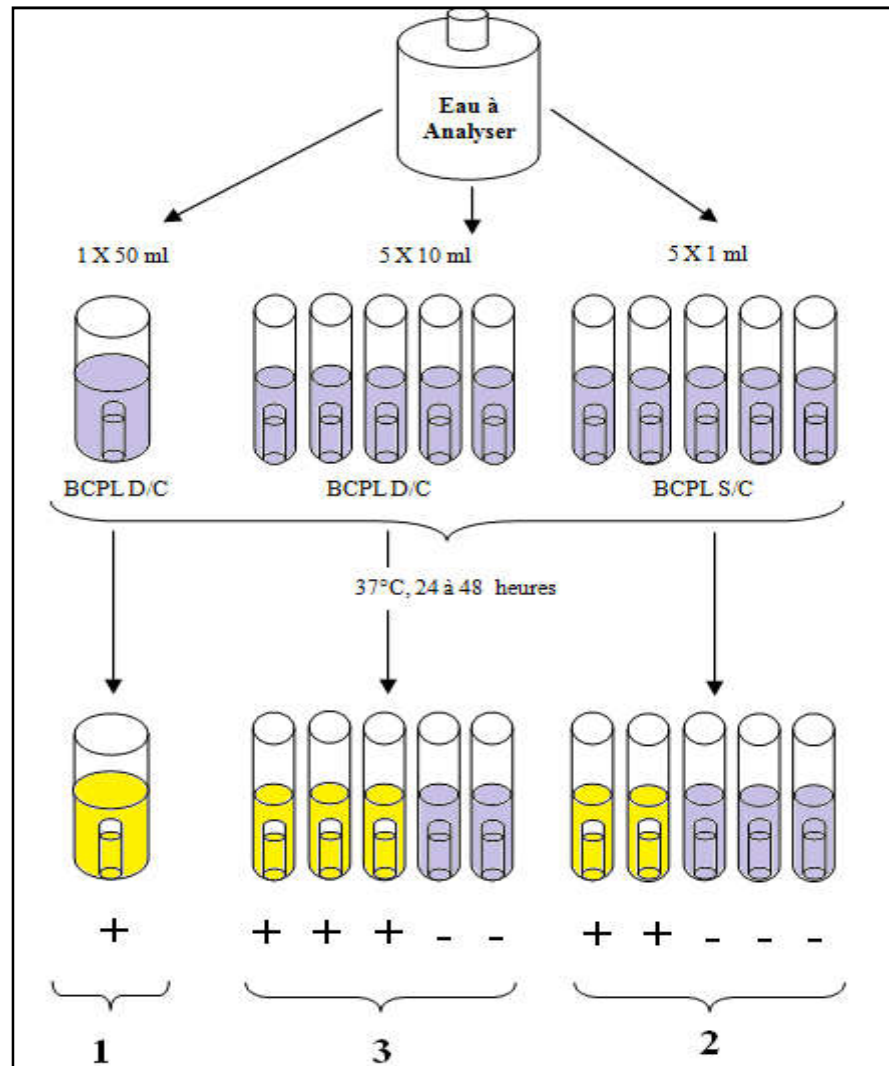 Eau à
Analyser
1 X 50 ml 5 X 10 ml 5 X 1 ml
BCPL D/C BCPL D/C BCPL S/C
37°C, 24 à 48 heures
+ + + + - - + + - - -
1 3 2